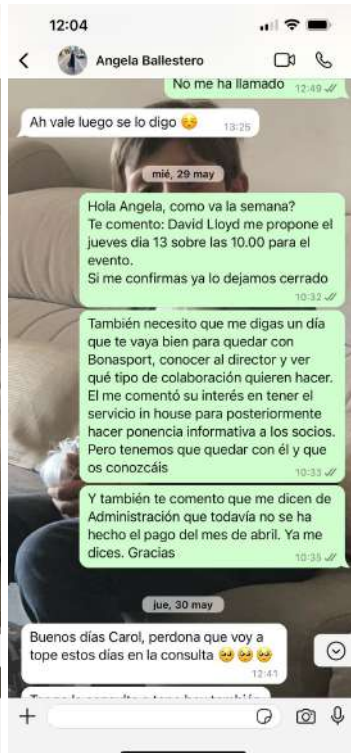 12:04
Angela Ballestero
No me ha llamado 12:49
Ah vale luego se lo digo 13:25
mié, 29 may
Hola Angela, como va la semana?
Te comento: David Lloyd me propone el
jueves día 13 sobre las 10.00 para el
evento.
Si me confirmas ya lo dejamos cerrado
10:32
También necesito que me digas un día
que te vaya bien para quedar con
Bonasport, conocer al director y ver
qué tipo de colaboración quieren hacer.
El me comentó su interés en tener el
servicio in house para posteriormente
hacer ponencia informativa a los socios.
Pero tenemos que quedar con él y que
os conozcáis
10:33
Y también te comento que me dicen de
Administración que todavía no se ha
hecho el pago del mes de abril. Ya me
dices. Gracias
10:35
jue, 30 may
Buenos días Carol, perdona que voy a
tope estos días en la consulta 🥺🥺🥺
12:41